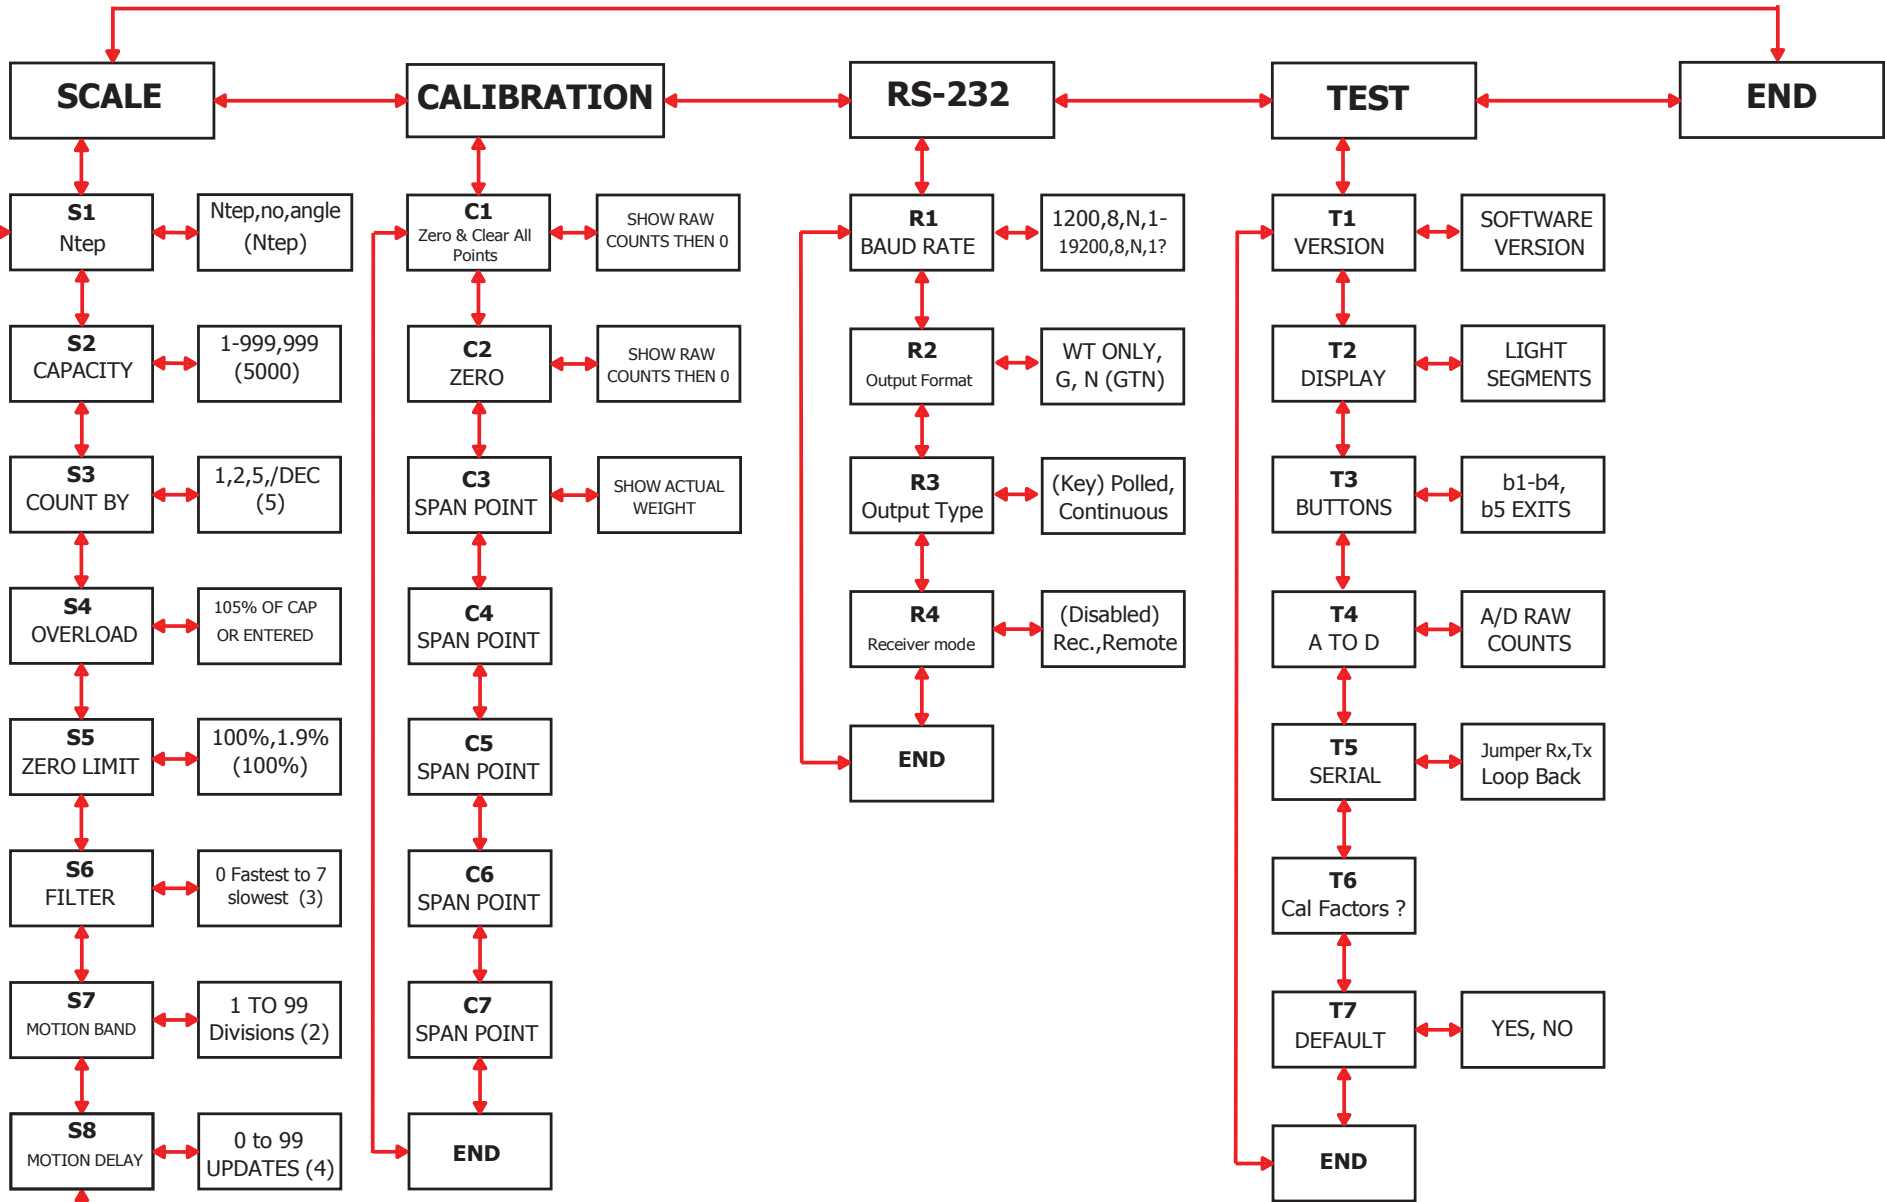 SCALE
CALIBRATION
RS-232
TEST
END
S1
Ntep
Ntep,no,angle
(Ntep)
S2
CAPACITY
1-999,999
(5000)
S3
COUNT BY
1,2,5,/DEC
(5)
S4
OVERLOAD
105% OF CAP
OR ENTERED
S5
ZERO LIMIT
100%,1.9%
(100%)
S6
FILTER
0 Fastest to 7
slowest (3)
S7
MOTION BAND
1 TO 99
Divisions (2)
S8
MOTION DELAY
0 to 99
UPDATES (4)
C1
Zero & Clear All
Points
SHOW RAW
COUNTS THEN 0
C2
ZERO
SHOW RAW
COUNTS THEN 0
C3
SPAN POINT
SHOW ACTUAL
WEIGHT
C4
SPAN POINT
C5
SPAN POINT
C6
SPAN POINT
C7
SPAN POINT
END
R1
BAUD RATE
1200,8,N,1-
19200,8,N,1?
R2
Output Format
WT ONLY,
G, N (GTN)
R3
Output Type
(Key) Polled,
Continuous
R4
Receiver mode
(Disabled)
Rec.,Remote
END
T1
VERSION
SOFTWARE
VERSION
T2
DISPLAY
LIGHT
SEGMENTS
T3
BUTTONS
b1-b4,
b5 EXITS
T4
A TO D
A/D RAW
COUNTS
T5
SERIAL
Jumper Rx,Tx
Loop Back
T6
Cal Factors ?
T7
DEFAULT
YES, NO
END